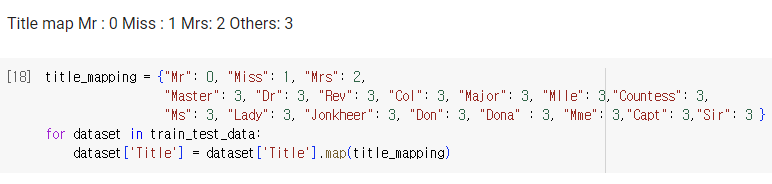 Title map Mr : 0 Miss : 1 Mrs: 2 Others: 3
[18] title_mapping = {"Mr": 0, "Miss": 1, "Mrs": 2,
"Master": 3, "Dr": 3, "Rev": 3, "Col": 3, "Major": 3, "Mlle": 3,"Countess": 3,
"Ms": 3, "Lady": 3, "Jonkheer": 3, "Don": 3, "Dona" : 3, "Mme": 3,"Capt": 3,"Sir": 3 }
for dataset in train_test_data:
dataset['Title'] = dataset['Title'].map(title_mapping)